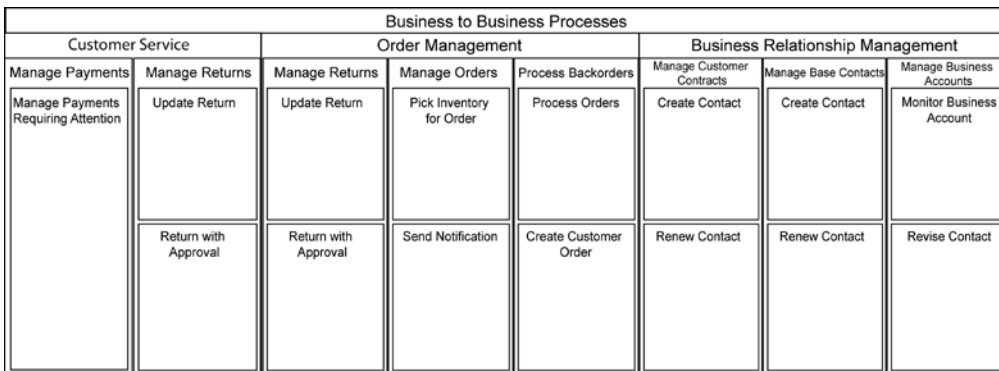 Business to Business Processes
Customer Service
Order Management
Business Relationship Management
Manage Payments
Manage Returns
Manage Returns
Manage Orders
Process Backorders
Manage Customer
Contracts
Manage Base Contacts
Manage Business
Accounts
Manage Payments
Requiring Attention
Update Return
Update Return
Pick Inventory
for Order
Process Orders
Create Contact
Create Contact
Monitor Business
Account
Return with
Approval
Return with
Approval
Send Notification
Create Customer
Order
Renew Contact
Renew Contact
Revise Contact